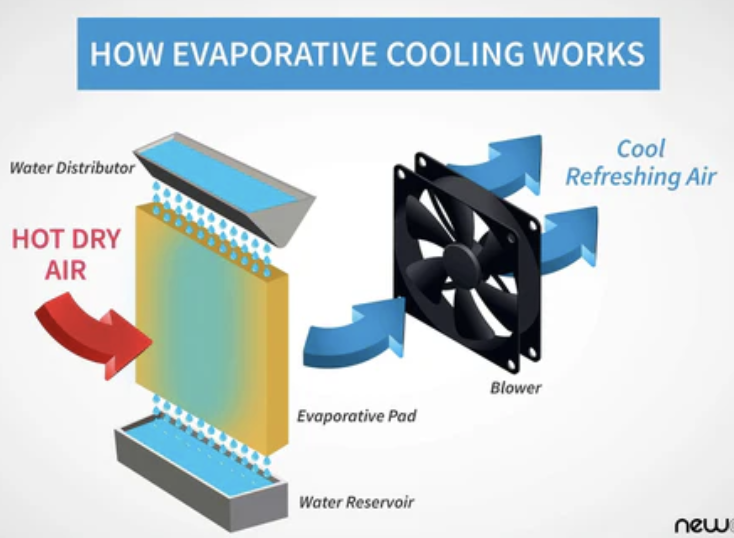 HOW EVAPORATIVE COOLING WORKS
Water Distributor
Cool
Refreshing Air
HOT DRY
AIR
Blower
Evaporative Pad
Water Reservoir
new